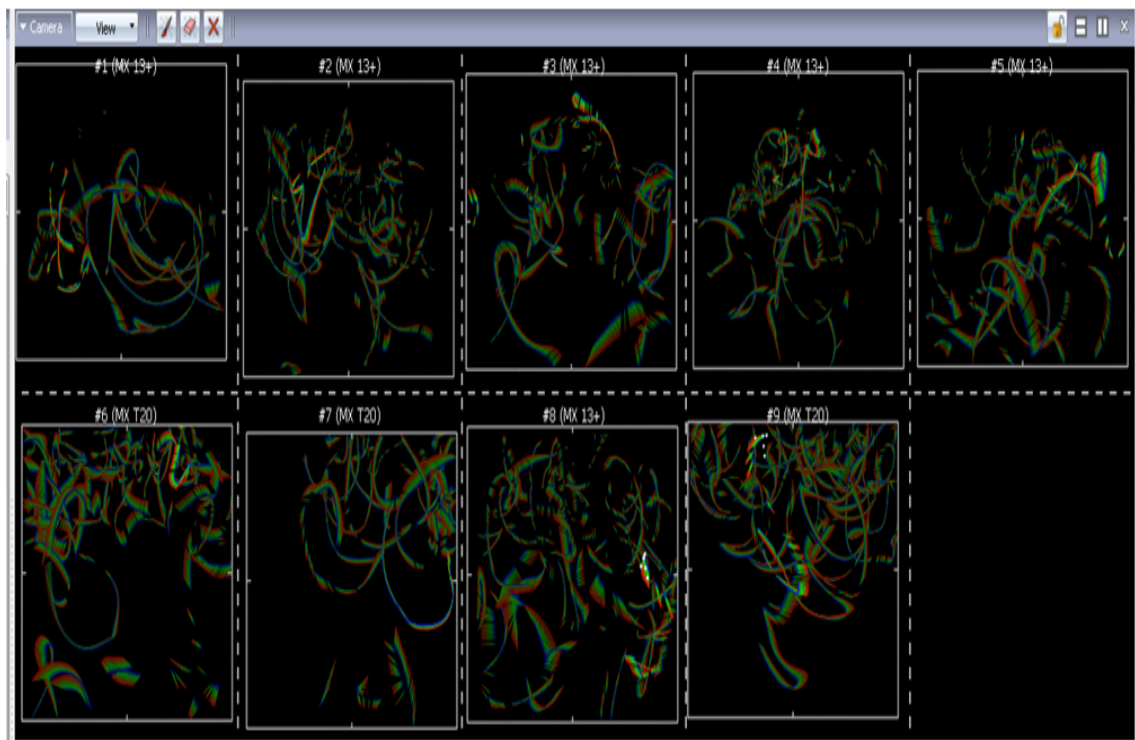 Camera View
#1 (MX 13+) #2 (MX 13+) #3 (MX 13+) #4 (MX 13+) #5 (MX 13+)
#6 (MX T20) #7 (MX T20) #8 (MX 13+) #9 (MX T20)